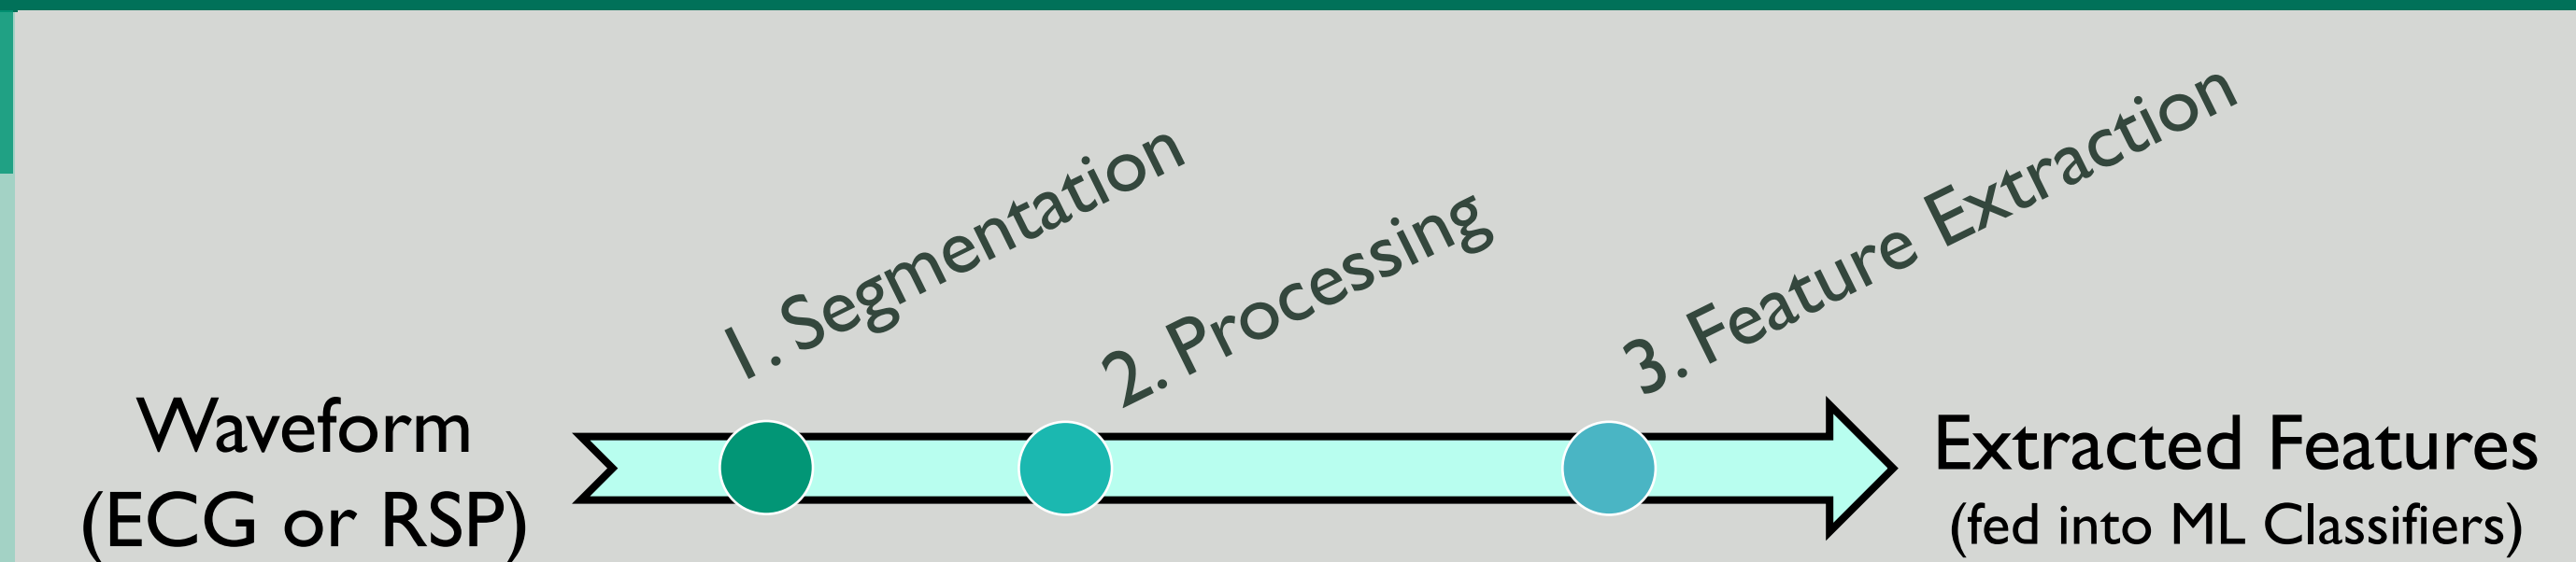 Waveform
(ECG or RSP)
1. Segmentation
2. Processing
3. Feature Extraction
Extracted Features
(fed into ML Classifiers)